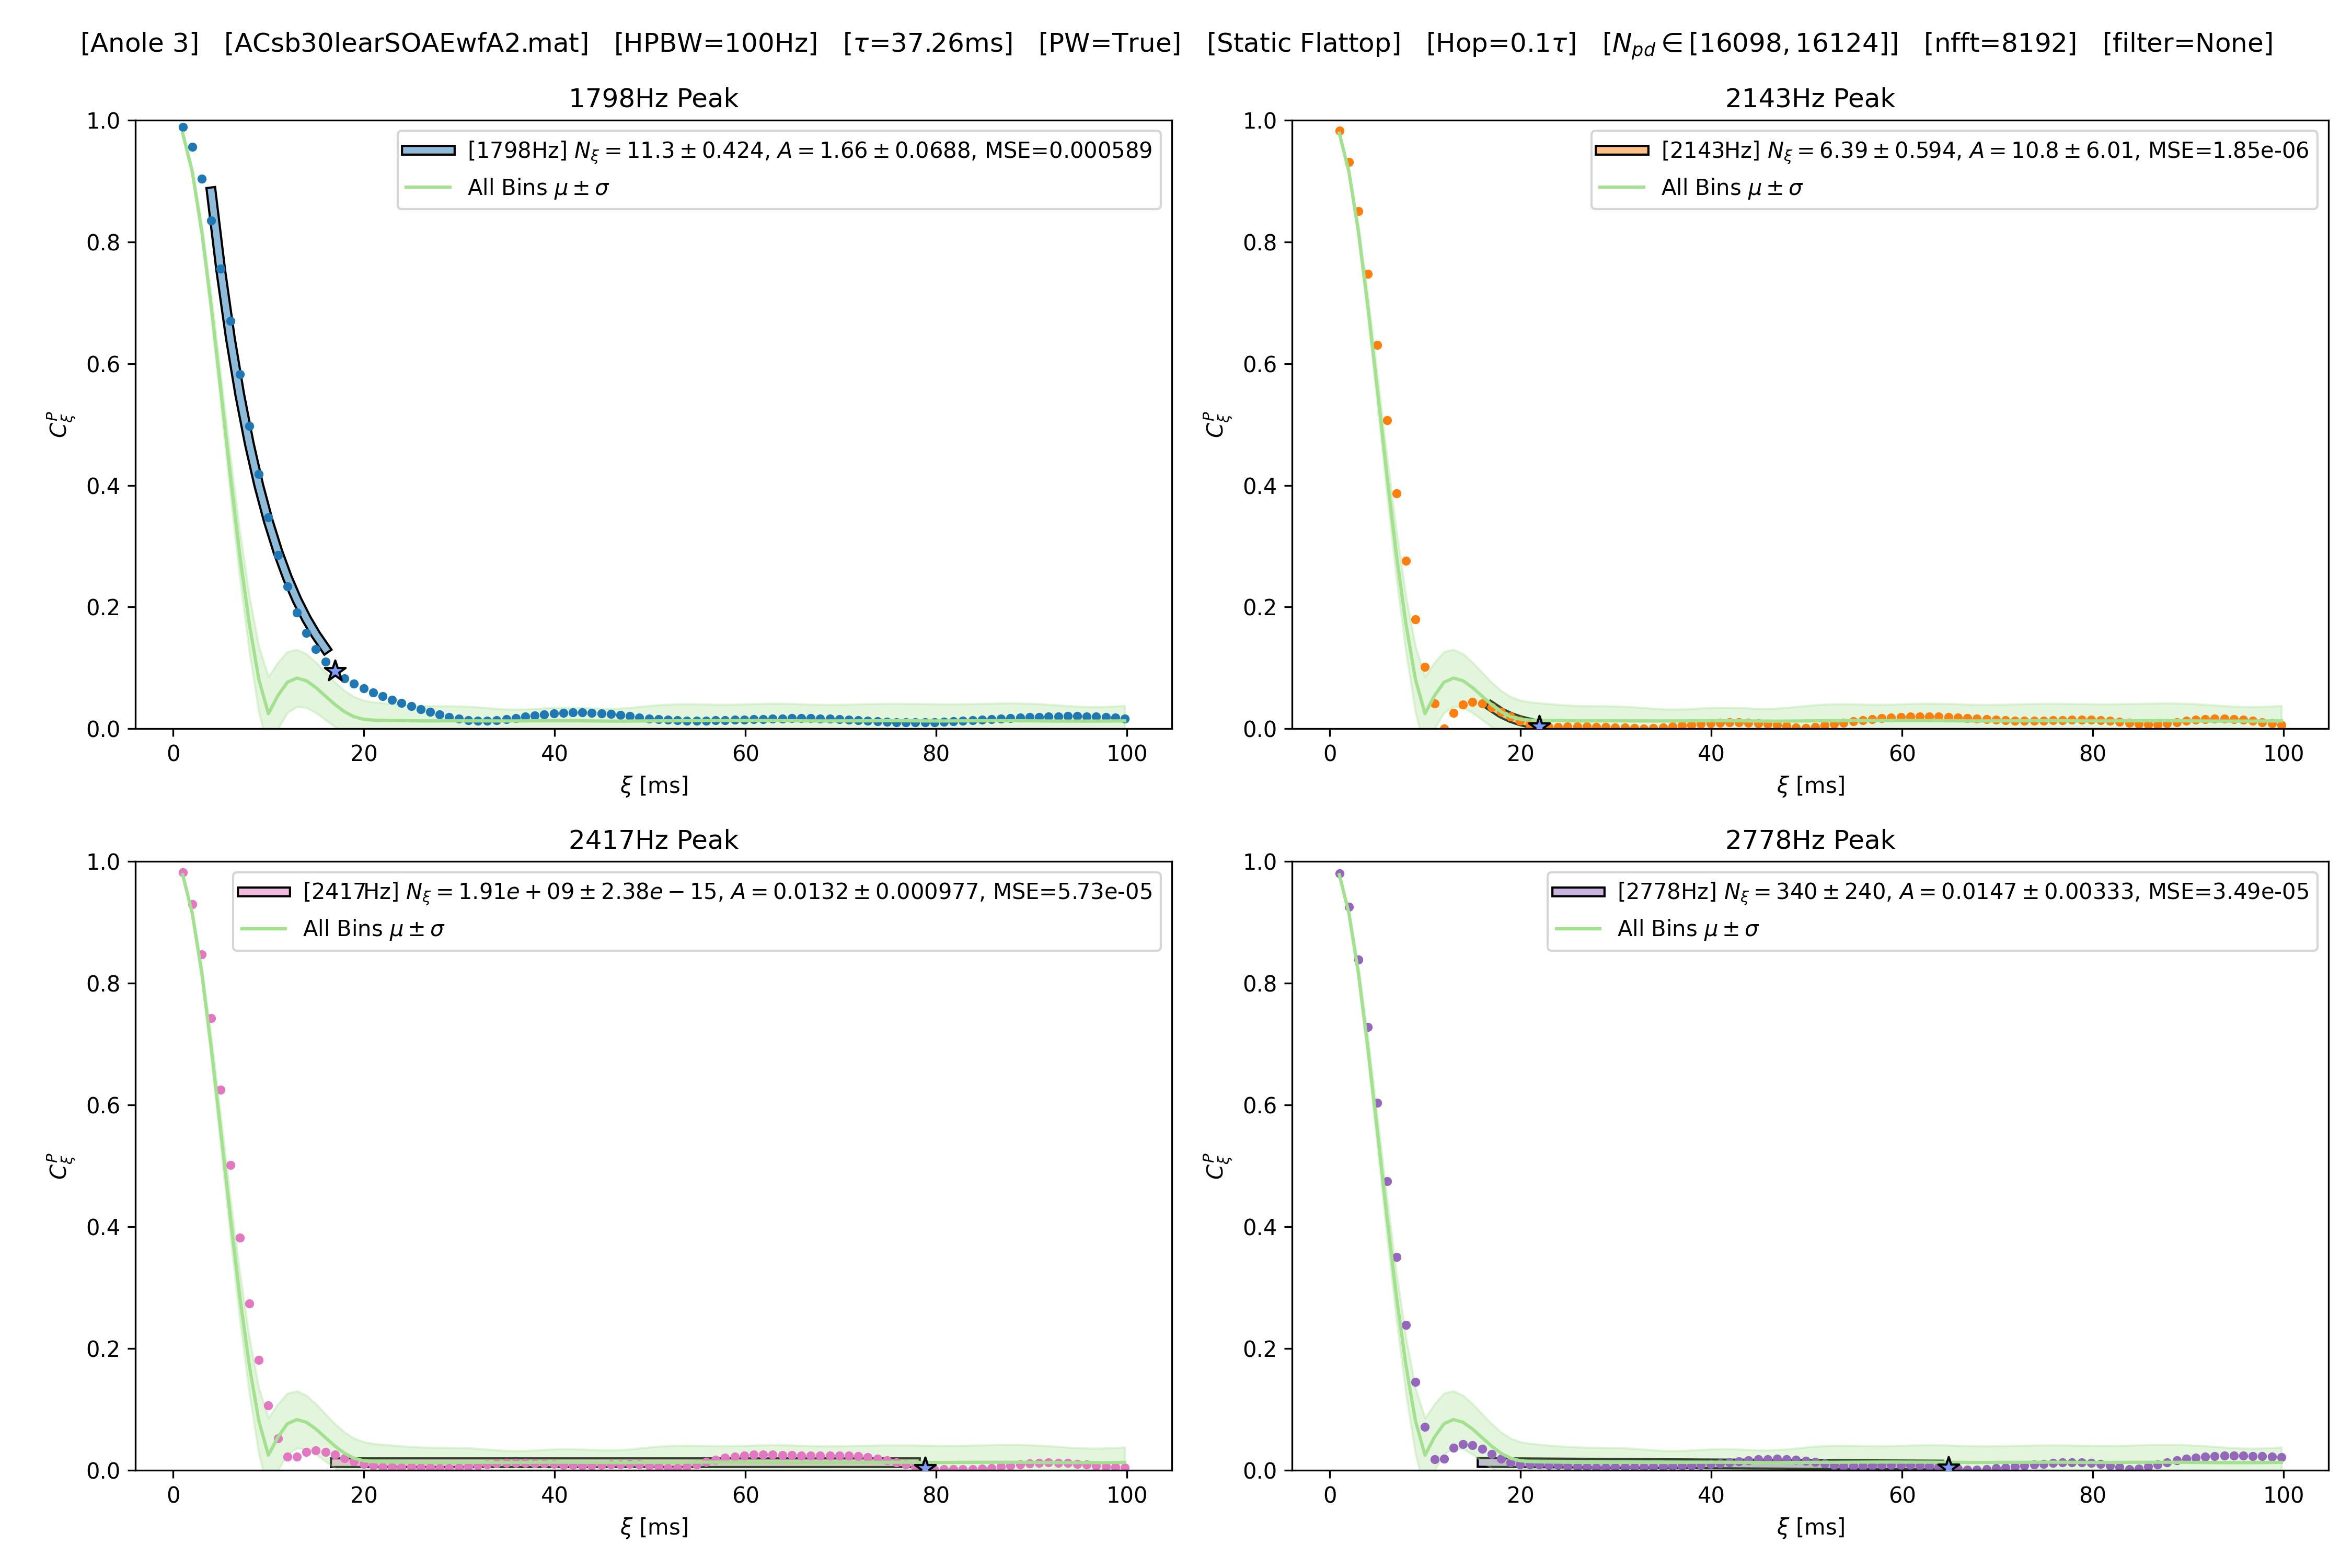 [Anole 3] [ACsb30learSOAEwfA2.mat] [HPBW=100Hz] [τ=37.26ms] [PW=True] [Static Flattop] [Hop=0.1τ] [N_pd ∈ [16098, 16124]] [nfft=8192] [filter=None]
1798Hz Peak
[1798Hz] N_ξ = 11.3 ± 0.424, A = 1.66 ± 0.0688, MSE=0.000589
All Bins μ ± σ
1.0
0.8
0.6
0.4
0.2
0.0
C_ξ^P
0 20 40 60 80 100
ξ [ms]
2143Hz Peak
[2143Hz] N_ξ = 6.39 ± 0.594, A = 10.8 ± 6.01, MSE=1.85e-06
All Bins μ ± σ
1.0
0.8
0.6
0.4
0.2
0.0
C_ξ^P
0 20 40 60 80 100
ξ [ms]
2417Hz Peak
[2417Hz] N_ξ = 1.91e + 09 ± 2.38e − 15, A = 0.0132 ± 0.000977, MSE=5.73e-05
All Bins μ ± σ
1.0
0.8
0.6
0.4
0.2
0.0
C_ξ^P
0 20 40 60 80 100
ξ [ms]
2778Hz Peak
[2778Hz] N_ξ = 340 ± 240, A = 0.0147 ± 0.00333, MSE=3.49e-05
All Bins μ ± σ
1.0
0.8
0.6
0.4
0.2
0.0
C_ξ^P
0 20 40 60 80 100
ξ [ms]